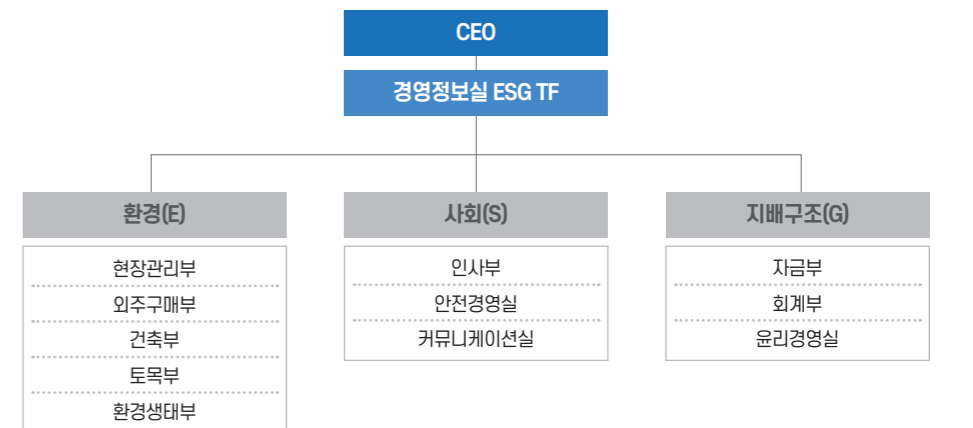 CEO
경영정보실 ESG TF
환경(E)
현장관리부
외주구매부
건축부
토목부
환경생태부
사회(S)
인사부
안전경영실
커뮤니케이션실
지배구조(G)
자금부
회계부
윤리경영실